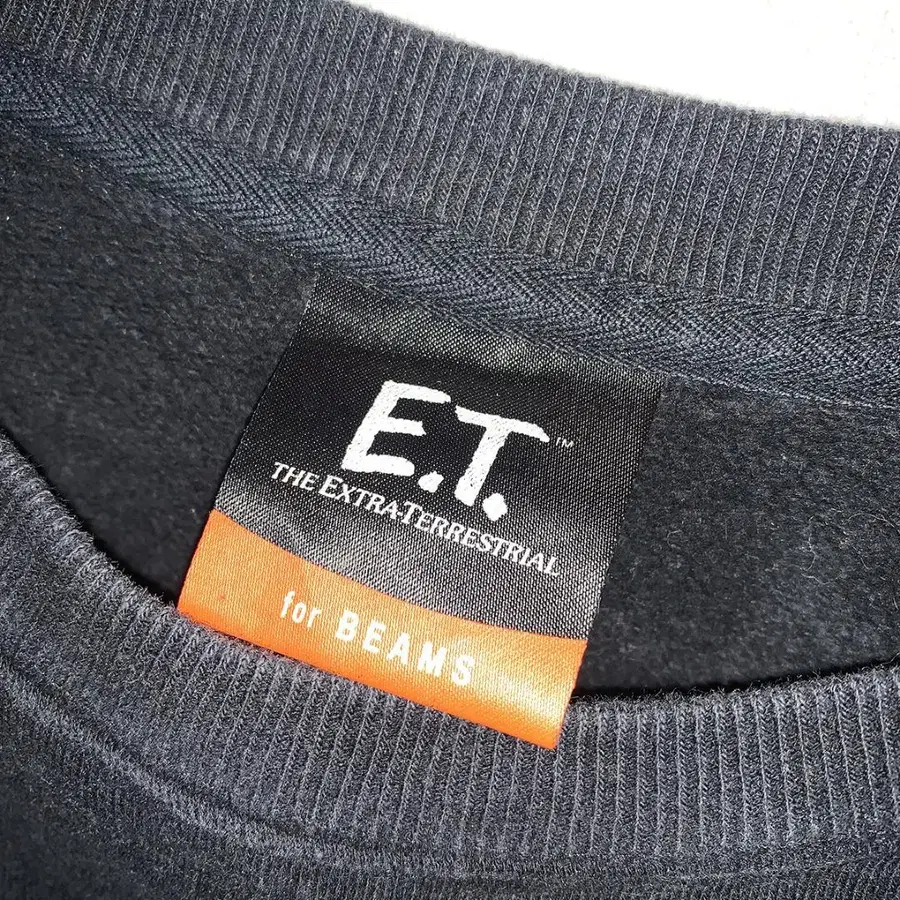 E.T.™
THE EXTRA-TERRESTRIAL
for BEAMS